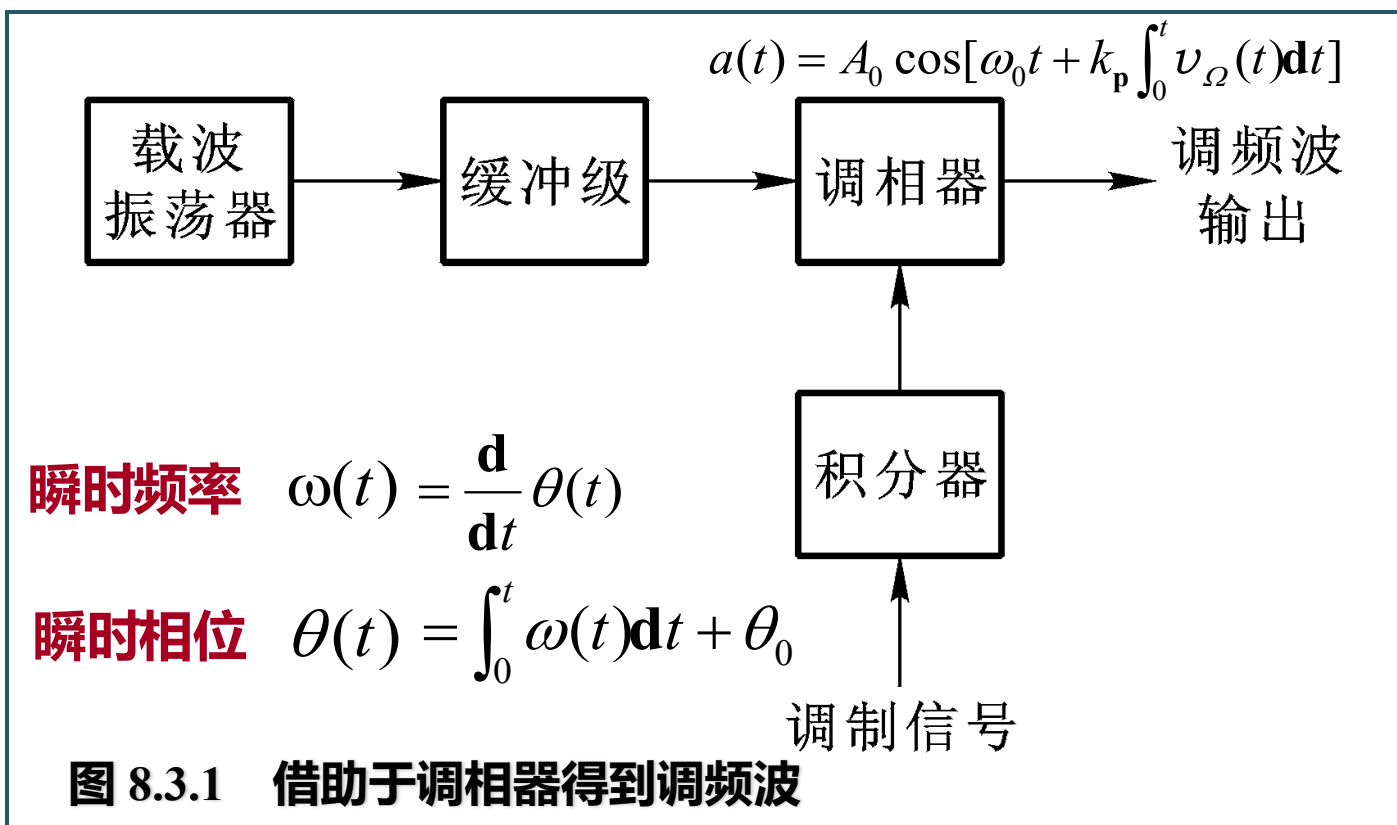 a(t) = A₀ cos[ω₀t + kₚ∫₀ᵗ υ_Ω(t)dt]
载波
振荡器
缓冲级
调相器
调频波
输出
积分器
瞬时频率 ω(t) = d/dt θ(t)
瞬时相位 θ(t) = ∫₀ᵗ ω(t)dt + θ₀
调制信号
图 8.3.1 借助于调相器得到调频波